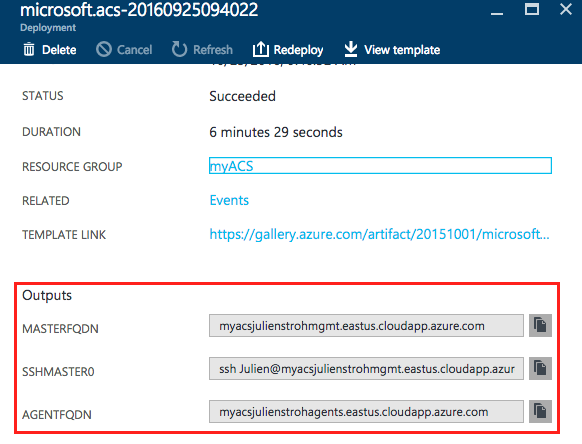 microsoft.acs-20160925094022
Deployment
Delete Cancel Refresh Redeploy View template
STATUS Succeeded
DURATION 6 minutes 29 seconds
RESOURCE GROUP myACS
RELATED Events
TEMPLATE LINK https://gallery.azure.com/artifact/20151001/microsoft...
Outputs
MASTERFQDN myacsjulienstrohmgmt.eastus.cloudapp.azure.com
SSHMASTER0 ssh Julien@myacsjulienstrohmgmt.eastus.cloudapp.azur
AGENTFQDN myacsjulienstrohagents.eastus.cloudapp.azure.com